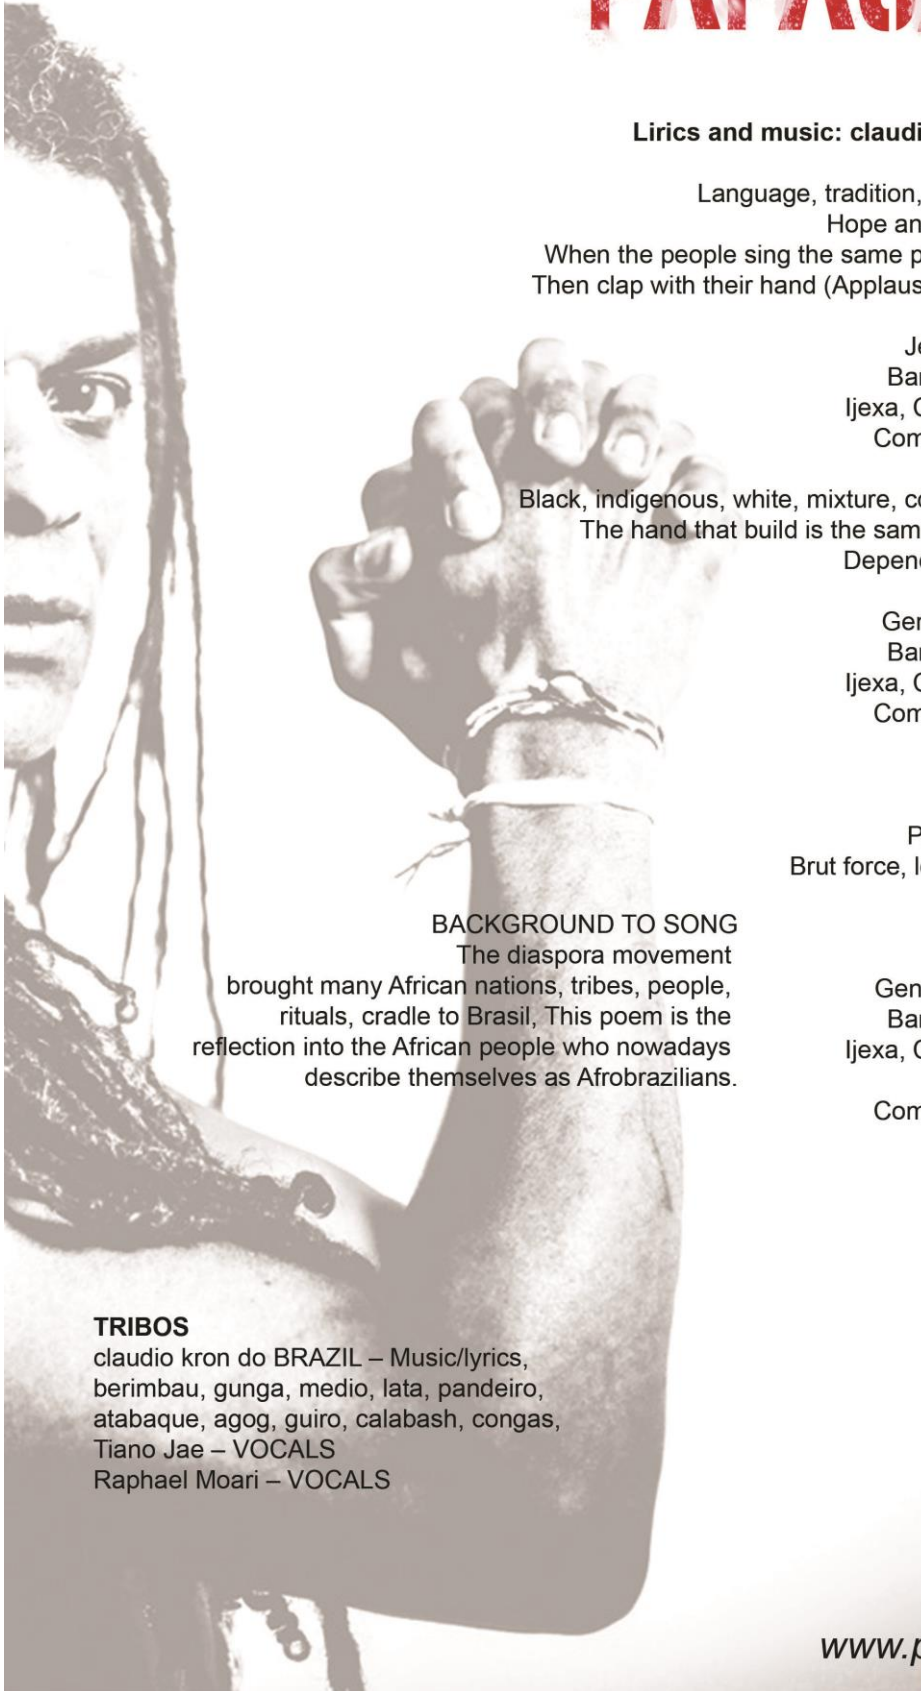 Lirics and music: claudi
Language, tradition,
Hope an
When the people sing the same p
Then clap with their hand (Applaus
Je
Bar
Ijexa, C
Com
Black, indigenous, white, mixture, co
The hand that build is the sam
Depend
Gen
Bar
Ijexa, C
Com
P
Brut force, l
BACKGROUND TO SONG
The diaspora movement
brought many African nations, tribes, people,
rituals, cradle to Brasil, This poem is the
reflection into the African people who nowadays
describe themselves as Afrobrazilians.
Gen
Bar
Ijexa, C
Com
TRIBOS
claudio kron do BRAZIL – Music/lyrics,
berimbau, gunga, medio, lata, pandeiro,
atabaque, agog, guiro, calabash, congas,
Tiano Jae – VOCALS
Raphael Moari – VOCALS
www.p